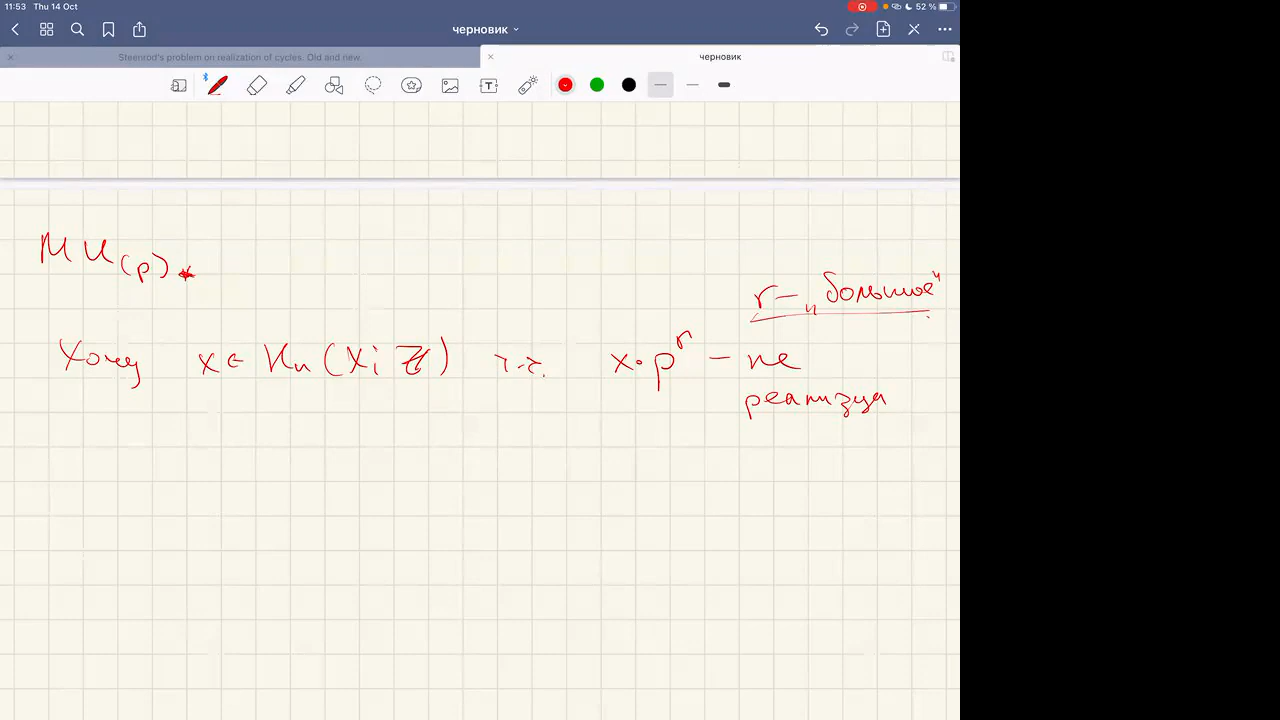 11:53 Thu 14 Oct 52 %
черновик
Steenrod's problem on realization of cycles. Old and new.
черновик
MU(p)*
r – „большое"
Хочу x ∈ Hn (X; ℤ) т.ч. x·p^r – не
реализуем